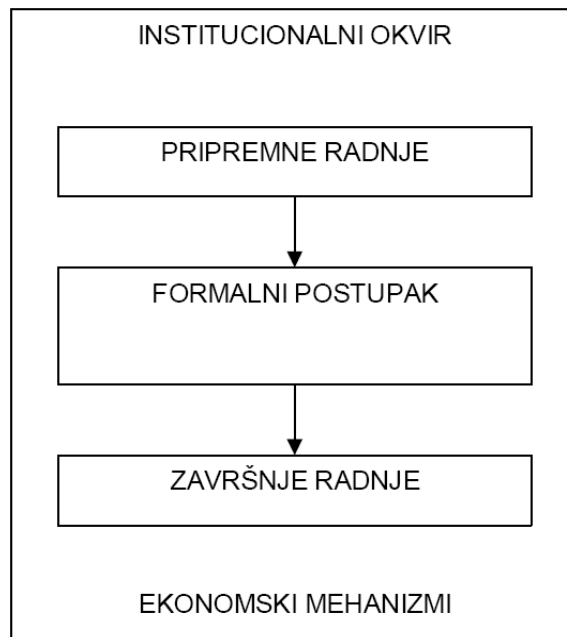 INSTITUCIONALNI OKVIR
PRIPREMNE RADNJE
FORMALNI POSTUPAK
ZAVRŠNJE RADNJE
EKONOMSKI MEHANIZMI